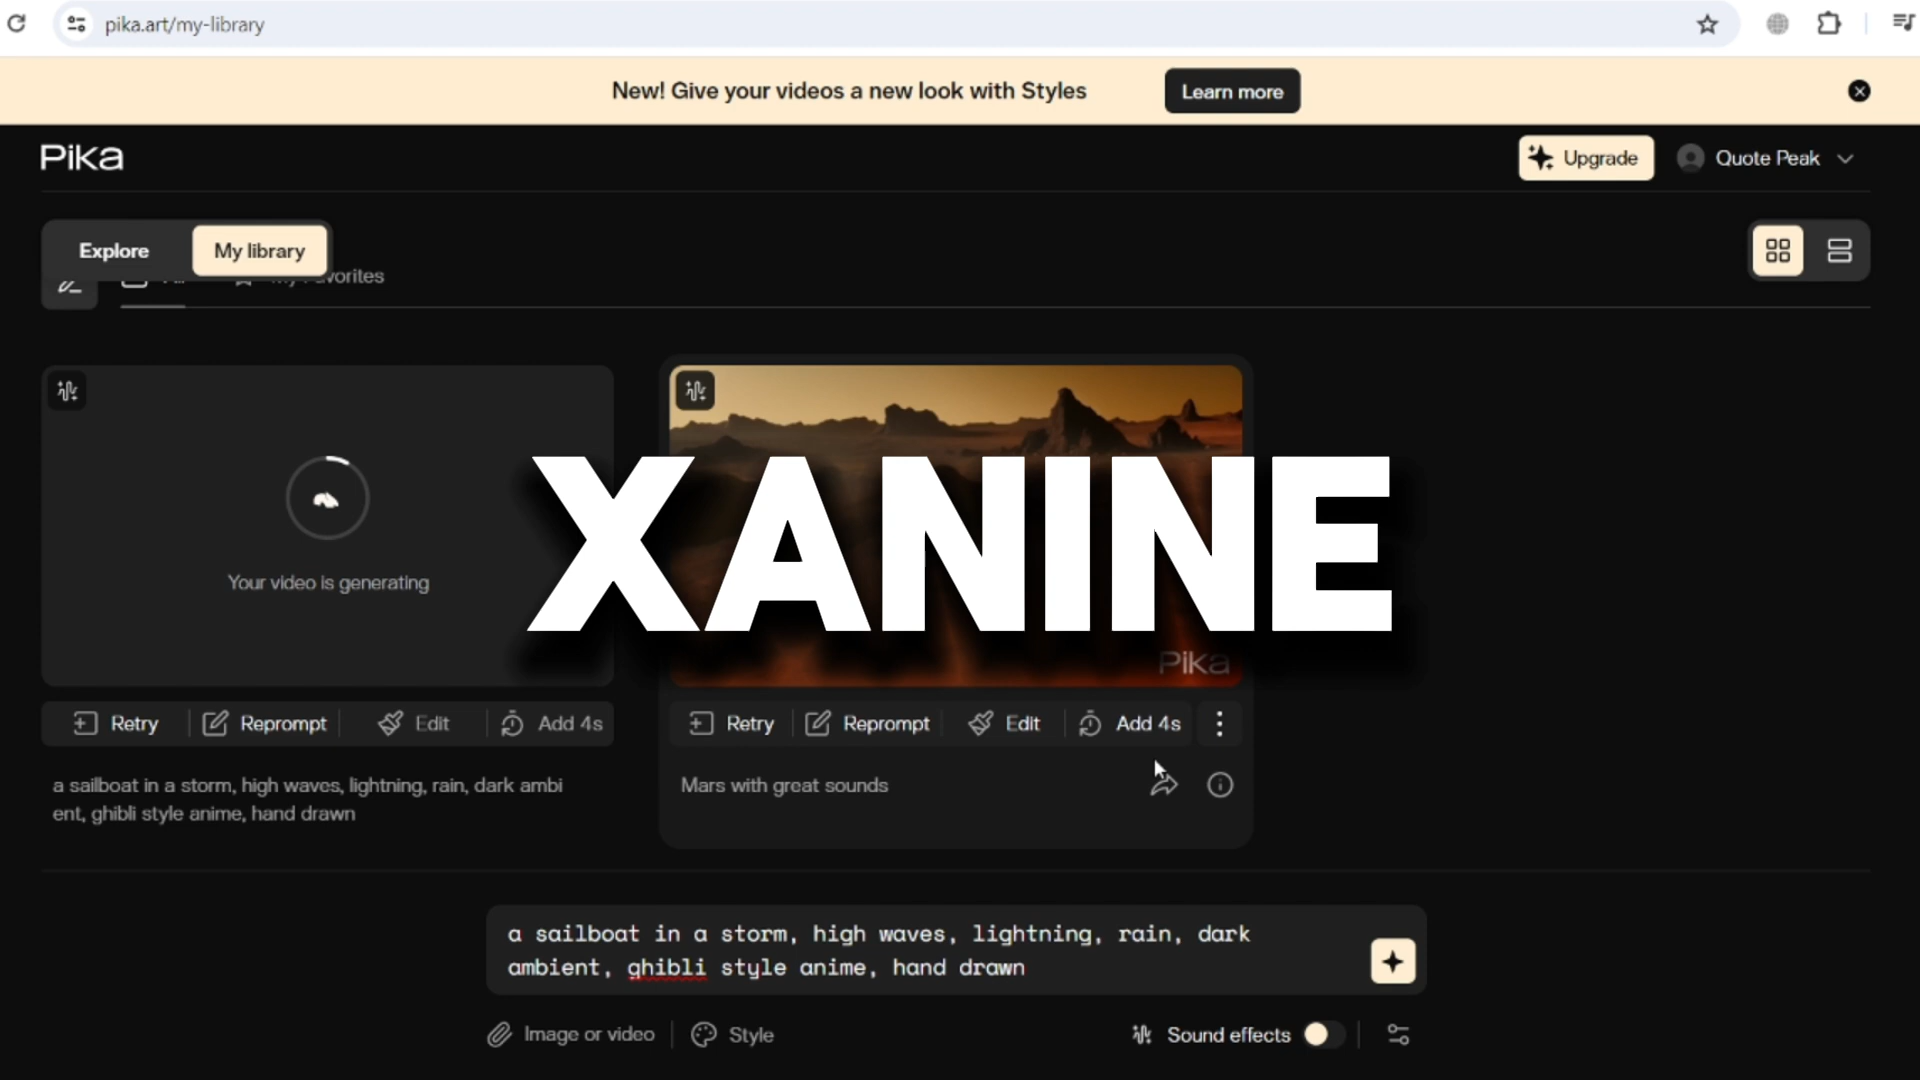 pika.art/my-library
New! Give your videos a new look with Styles
Learn more
Pika
Upgrade
Quote Peak
Explore
My library
My Favorites
XANINE
Your video is generating
Pika
Retry
Reprompt
Edit
Add 4s
Retry
Reprompt
Edit
Add 4s
a sailboat in a storm, high waves, lightning, rain, dark ambi
ent, ghibli style anime, hand drawn
Mars with great sounds
a sailboat in a storm, high waves, lightning, rain, dark
ambient, ghibli style anime, hand drawn
Image or video
Style
Sound effects